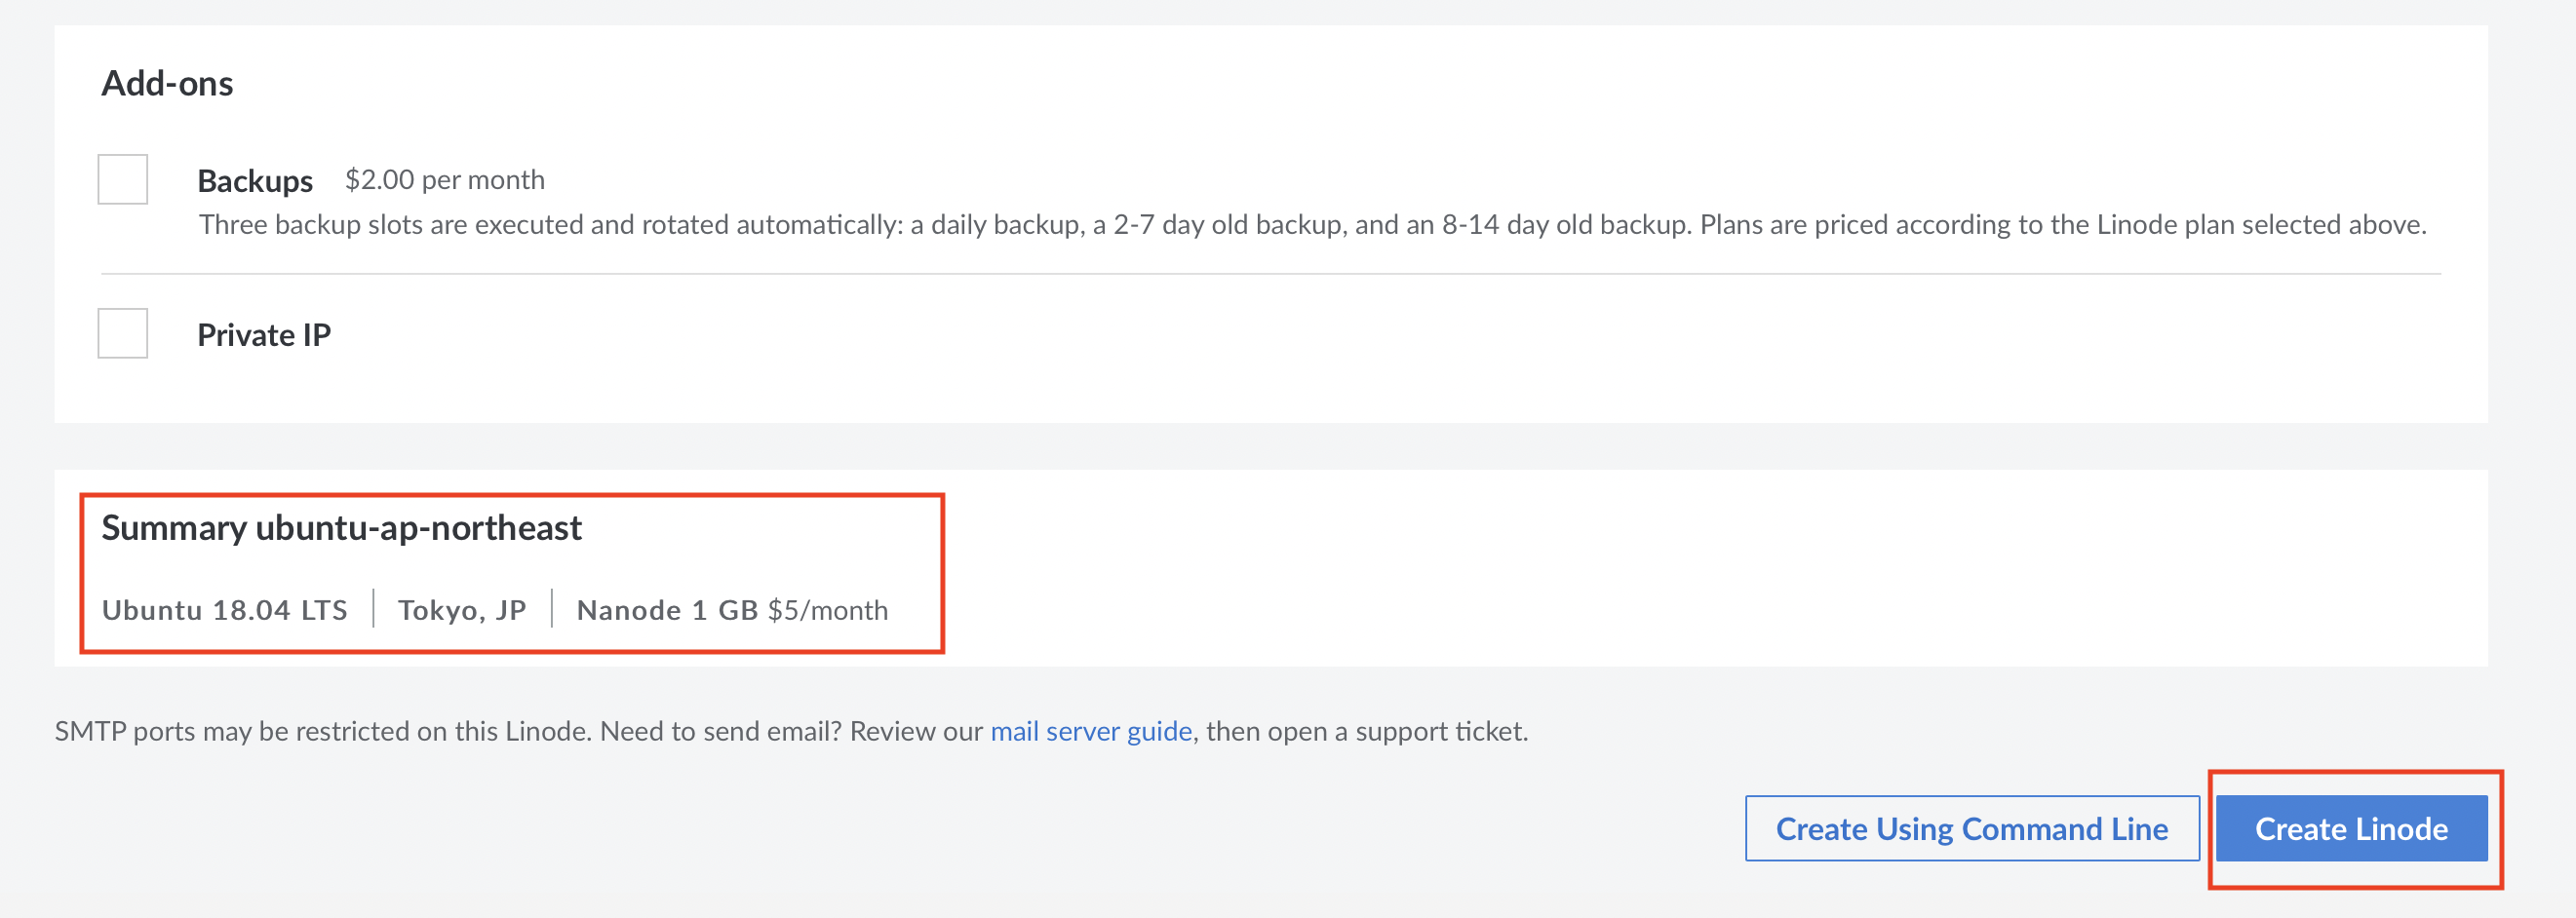 Add-ons
Backups $2.00 per month
Three backup slots are executed and rotated automatically: a daily backup, a 2-7 day old backup, and an 8-14 day old backup. Plans are priced according to the Linode plan selected above.
Private IP
Summary ubuntu-ap-northeast
Ubuntu 18.04 LTS Tokyo, JP Nanode 1 GB $5/month
SMTP ports may be restricted on this Linode. Need to send email? Review our mail server guide, then open a support ticket.
Create Using Command Line Create Linode